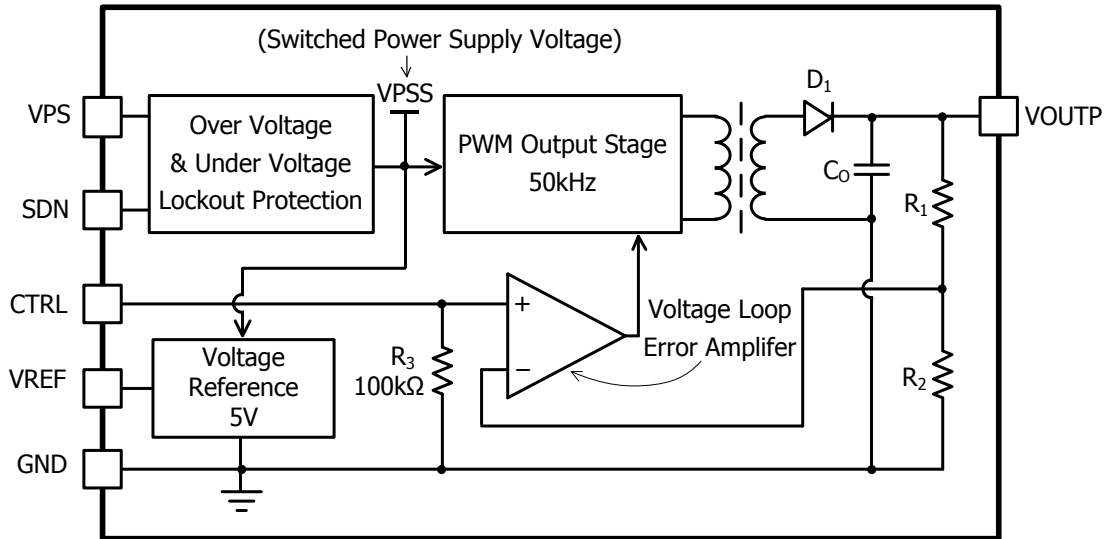 (Switched Power Supply Voltage)
VPSS
D1
VPS
Over Voltage
& Under Voltage
Lockout Protection
PWM Output Stage
50kHz
VOUTP
CO
SDN
R1
CTRL
+
Voltage Loop
Error Amplifer
Voltage
Reference
5V
R3
100kΩ
−
VREF
R2
GND